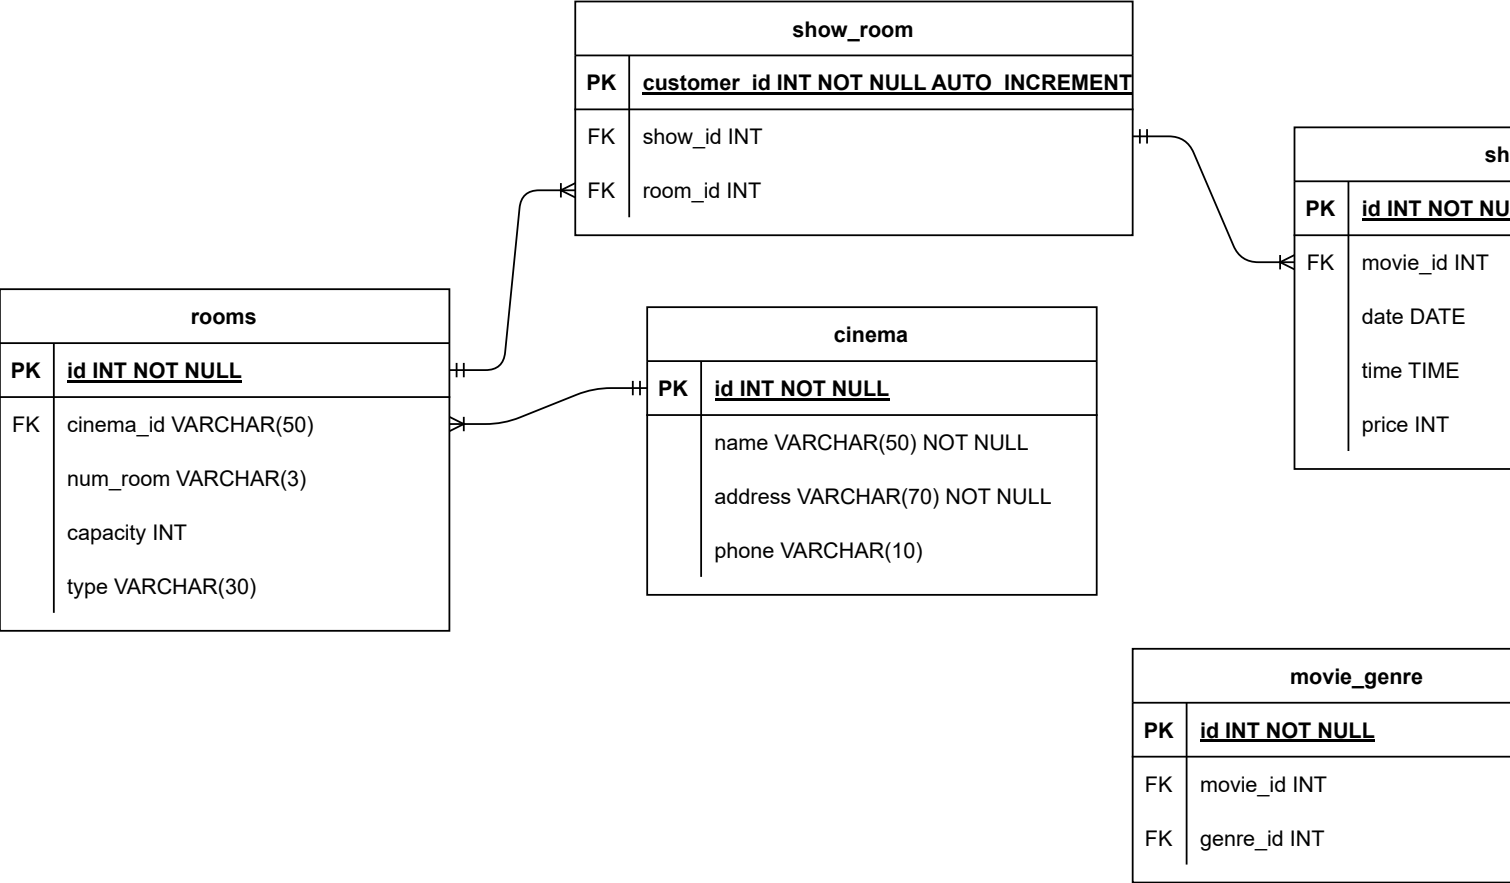 show_room
PK customer_id INT NOT NULL AUTO_INCREMENT
FK show_id INT
FK room_id INT
rooms
PK id INT NOT NULL
FK cinema_id VARCHAR(50)
num_room VARCHAR(3)
capacity INT
type VARCHAR(30)
cinema
PK id INT NOT NULL
name VARCHAR(50) NOT NULL
address VARCHAR(70) NOT NULL
phone VARCHAR(10)
sh
PK id INT NOT NU
FK movie_id INT
date DATE
time TIME
price INT
movie_genre
PK id INT NOT NULL
FK movie_id INT
FK genre_id INT